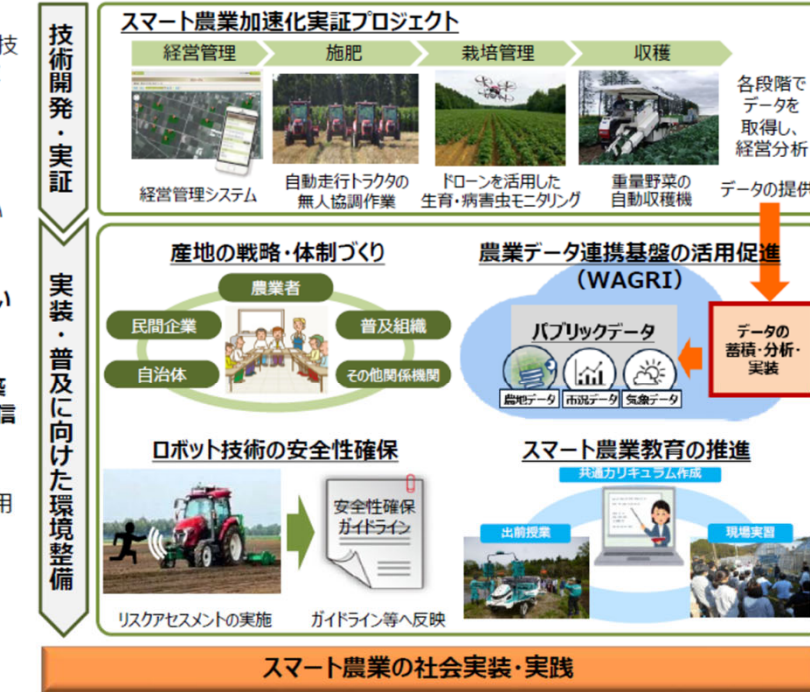 技
い
い
信
用
技術開発・実証
スマート農業加速化実証プロジェクト
経営管理
施肥
栽培管理
収穫
経営管理システム
自動走行トラクタの
無人協調作業
ドローンを活用した
生育・病害虫モニタリング
重量野菜の
自動収穫機
各段階で
データを
取得し、
経営分析
データの提供
実装・普及に向けた環境整備
産地の戦略・体制づくり
農業者
民間企業
普及組織
自治体
その他関係機関
農業データ連携基盤の活用促進
（WAGRI）
パブリックデータ
農地データ
市況データ
気象データ
データの
蓄積・分析・
実装
ロボット技術の安全性確保
安全性確保
ガイドライン
リスクアセスメントの実施
ガイドライン等へ反映
スマート農業教育の推進
共通カリキュラム作成
出前授業
現場実習
スマート農業の社会実装・実践